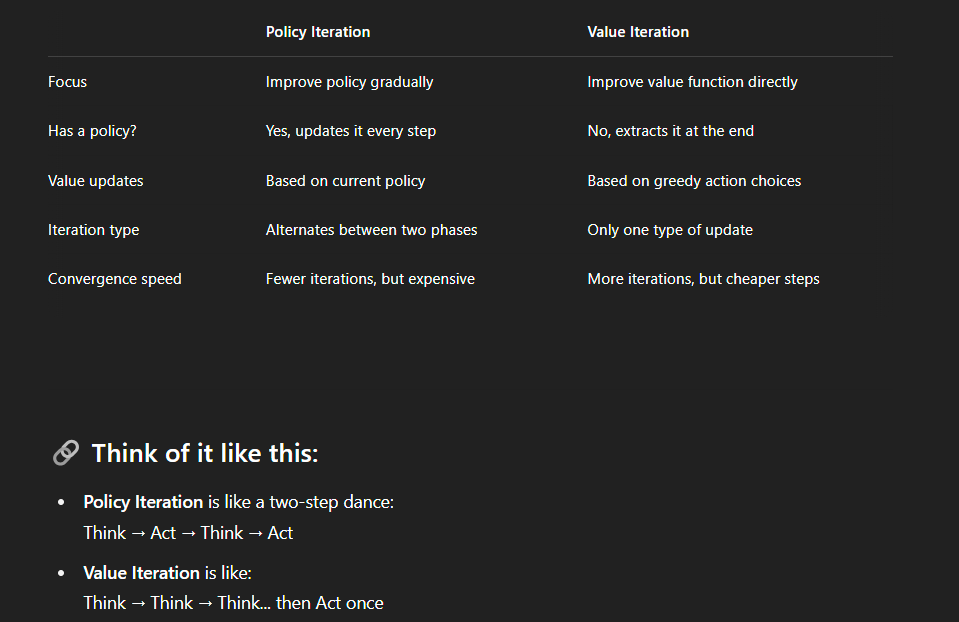 Policy Iteration Value Iteration
Focus Improve policy gradually Improve value function directly
Has a policy? Yes, updates it every step No, extracts it at the end
Value updates Based on current policy Based on greedy action choices
Iteration type Alternates between two phases Only one type of update
Convergence speed Fewer iterations, but expensive More iterations, but cheaper steps
🔗 Think of it like this:
• Policy Iteration is like a two-step dance:
Think → Act → Think → Act
• Value Iteration is like:
Think → Think → Think... then Act once